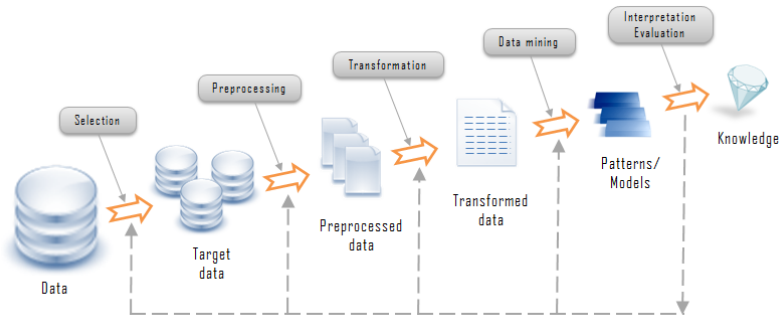 Interpretation
Evaluation
Data mining
Transformation
Preprocessing
Selection
Knowledge
Patterns/
Models
Transformed
data
Preprocessed
data
Target
data
Data